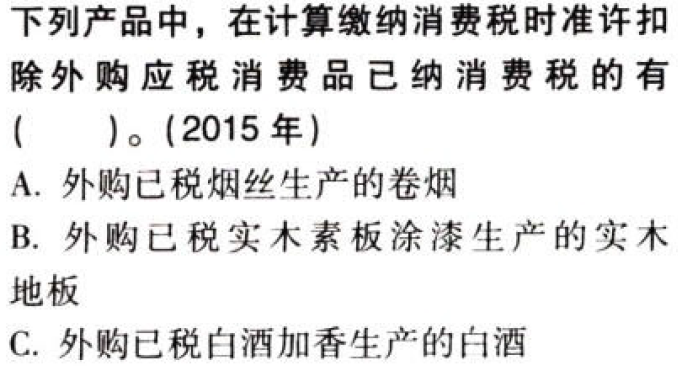 下列产品中，在计算缴纳消费税时准许扣
除外购应税消费品已纳消费税的有
(　　)。(2015 年)
A. 外购已税烟丝生产的卷烟
B. 外购已税实木素板涂漆生产的实木
地板
C. 外购已税白酒加香生产的白酒